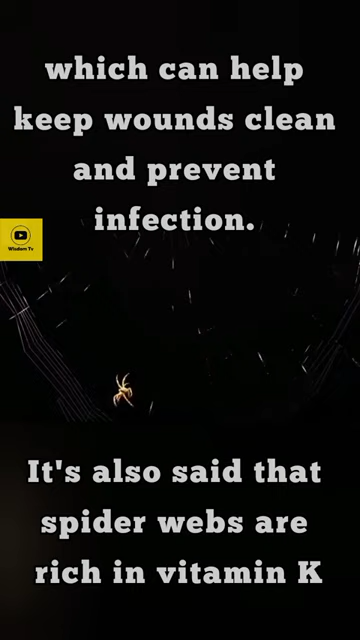 which can help
keep wounds clean
and prevent
infection.
Wisdom Tv
It's also said that
spider webs are
rich in vitamin K